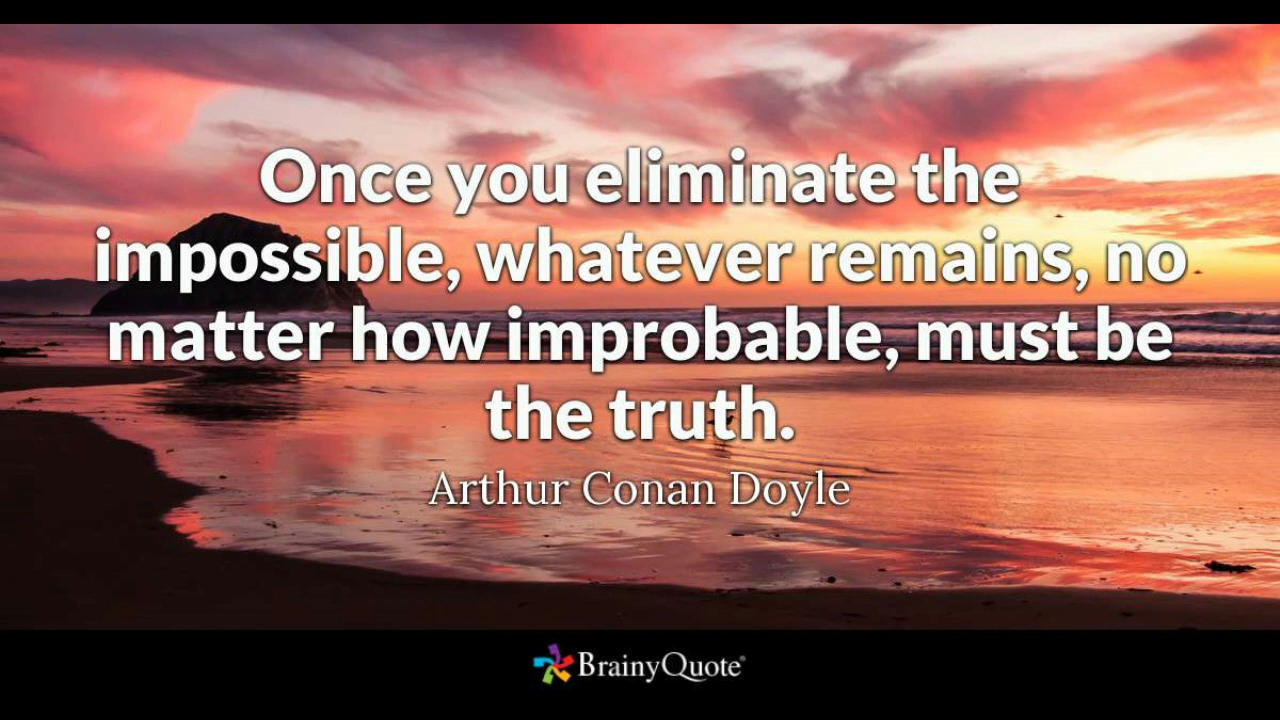 Once you eliminate the
impossible, whatever remains, no
matter how improbable, must be
the truth.
Arthur Conan Doyle
BrainyQuote®